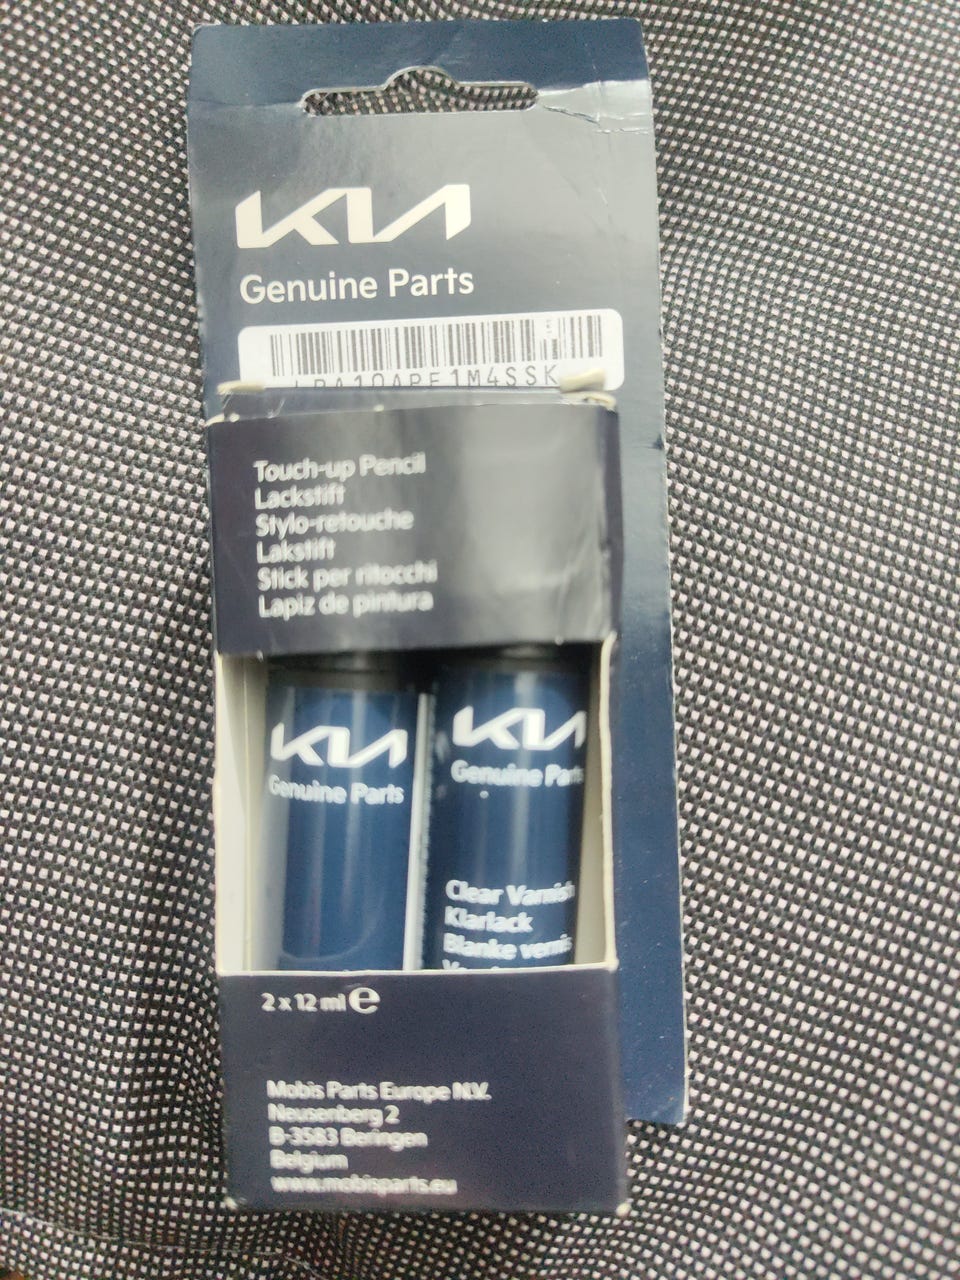 KIA
Genuine Parts
Touch-up Pencil
Lackstift
Stylo-retouche
Lakstift
Stick per ritocchi
Lapiz de pintura
KIA
Genuine Parts
KIA
Genuine Parts
Clear Varnish
Klarlack
Blanke vernis
2 x 12 ml e
Mobis Parts Europe N.V.
Neusenberg 2
B-3583 Beringen
Belgium
www.mobisparts.eu